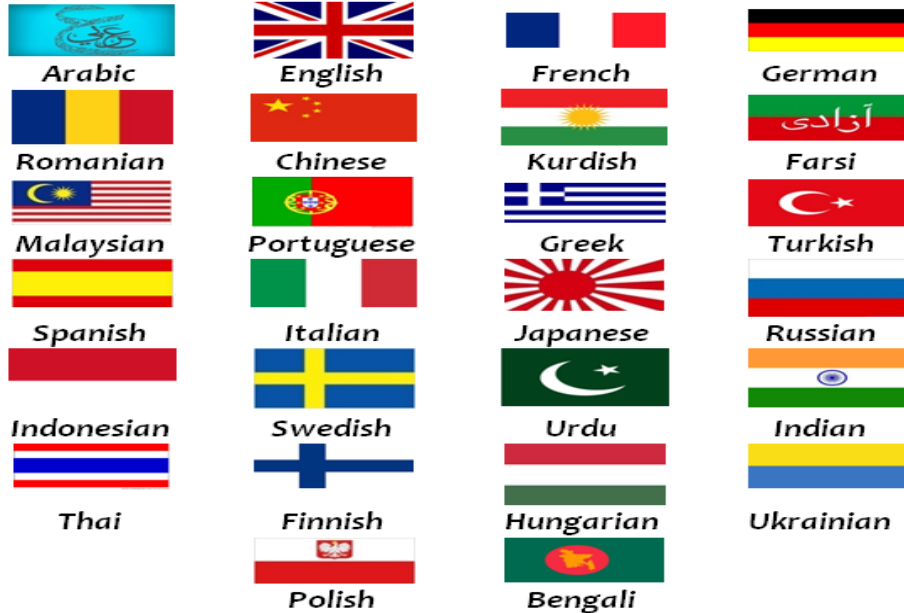 عربي
Arabic English French German
آزادی
Romanian Chinese Kurdish Farsi
Malaysian Portuguese Greek Turkish
Spanish Italian Japanese Russian
Indonesian Swedish Urdu Indian
Thai Finnish Hungarian Ukrainian
Polish Bengali